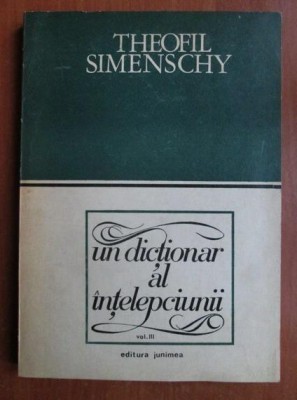 THEOFIL
SIMENSCHY
un dicționar
al
înțelepciunii
vol. III
editura junimea